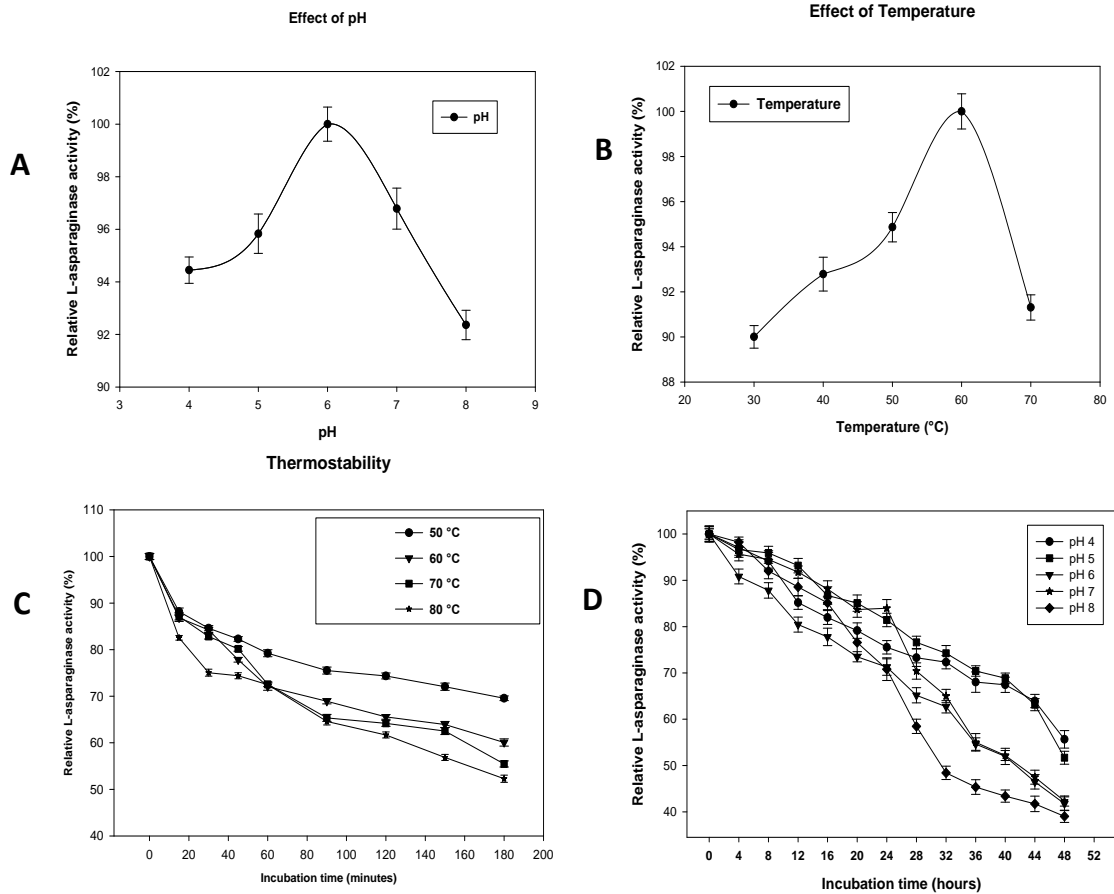 Effect of pH
A
Relative L-asparaginase activity (%)
102
100
98
96
94
92
90
3
4
5
6
7
8
9
pH
pH
Effect of Temperature
B
Relative L-asparaginase activity (%)
102
100
98
96
94
92
90
88
20
30
40
50
60
70
80
Temperature (°C)
Temperature
Thermostability
C
Relative L-asparaginase activity (%)
110
100
90
80
70
60
50
40
0
20
40
60
80
100
120
140
160
180
200
Incubation time (minutes)
50 °C
60 °C
70 °C
80 °C
D
Relative L-asparaginase activity (%)
100
90
80
70
60
50
40
0
4
8
12
16
20
24
28
32
36
40
44
48
52
Incubation time (hours)
pH 4
pH 5
pH 6
pH 7
pH 8